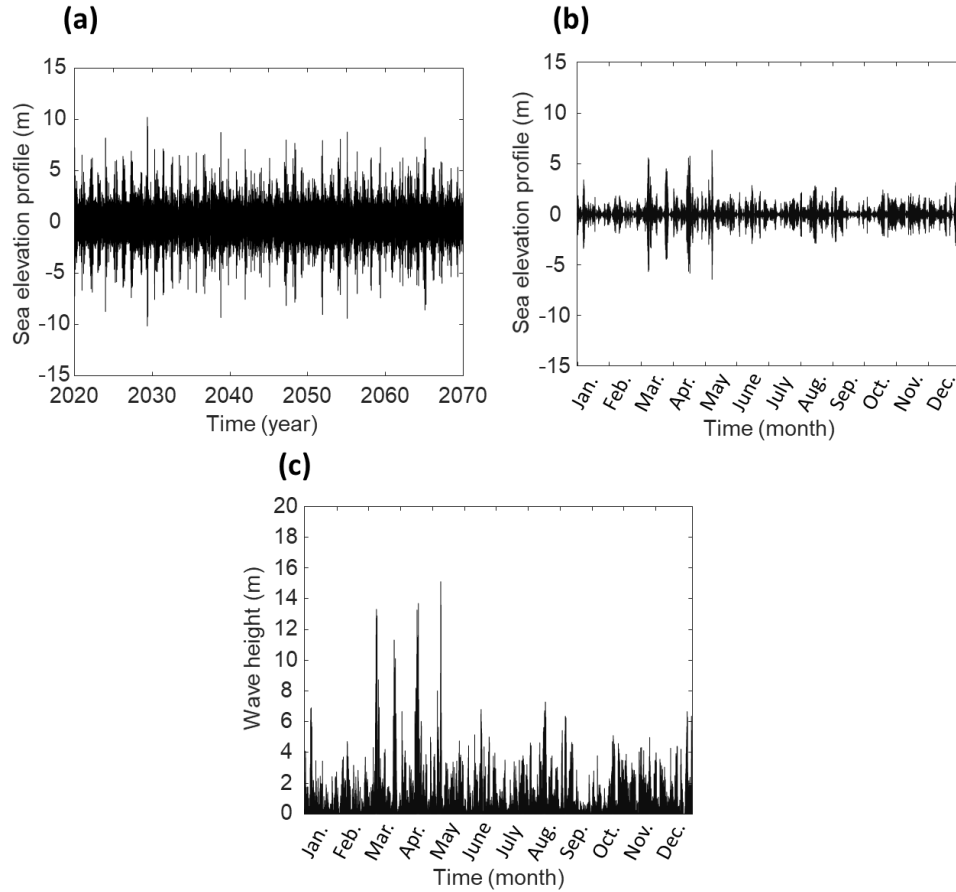 (a)
15
10
5
0
-5
-10
-15
Sea elevation profile (m)
2020 2030 2040 2050 2060 2070
Time (year)
(b)
15
10
5
0
-5
-10
-15
Sea elevation profile (m)
Jan. Feb. Mar. Apr. May June July Aug. Sep. Oct. Nov. Dec.
Time (month)
(c)
20
18
16
14
12
10
8
6
4
2
0
Wave height (m)
Jan. Feb. Mar. Apr. May June July Aug. Sep. Oct. Nov. Dec.
Time (month)